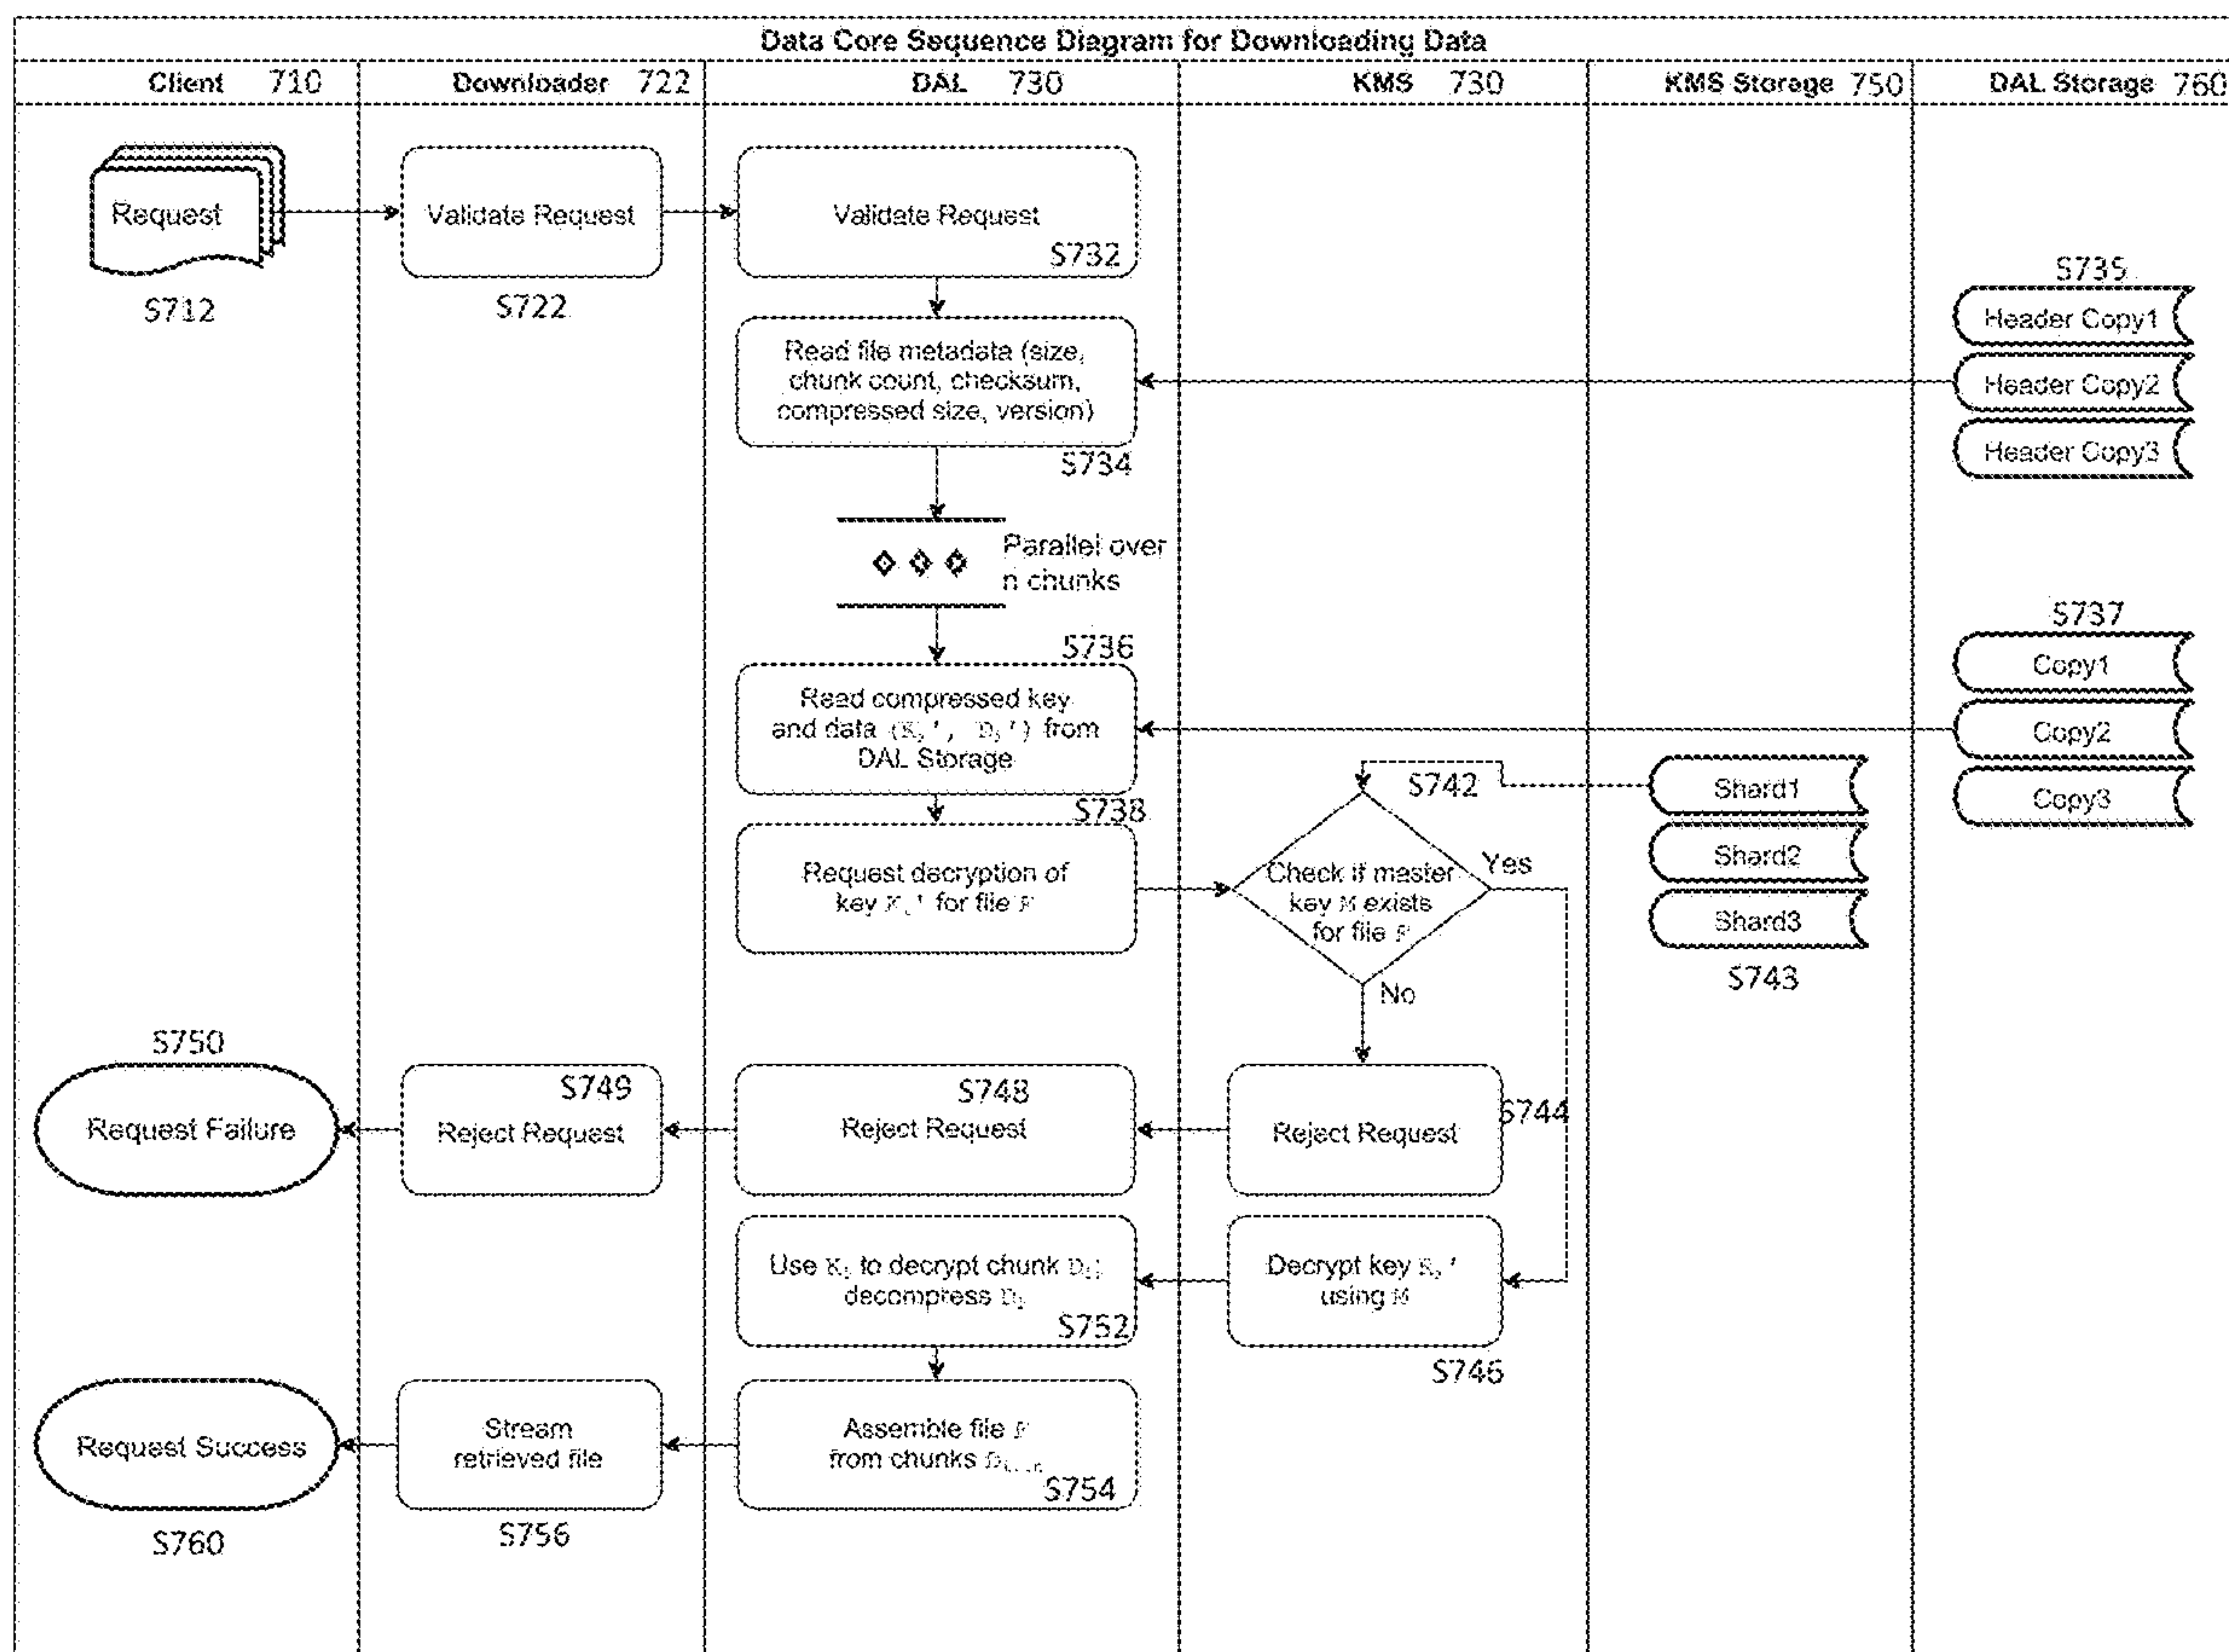 Data Core Sequence Diagram for Downloading Data
Client 710
Downloader 722
DAL 730
KMS 730
KMS Storage 750
DAL Storage 760
Request
S712
Validate Request
S722
Validate Request
S732
Read file metadata (size,
chunk count, checksum,
compressed size, version)
S734
S735
Header Copy1
Header Copy2
Header Copy3
Parallel over
n chunks
S736
Read compressed key
and data (Kᵢ', Dᵢ') from
DAL Storage
S737
Copy1
Copy2
Copy3
S738
Request decryption of
key Kᵢ' for file F
S742
Check if master
key M exists
for file F
Yes
No
Shard1
Shard2
Shard3
S743
S750
Request Failure
S749
Reject Request
S748
Reject Request
Reject Request
S744
Use Kᵢ to decrypt chunk
decompress Dᵢ
S752
Decrypt key Kᵢ'
using M
S746
Request Success
S760
Stream
retrieved file
S756
Assemble file F
from chunks
S754